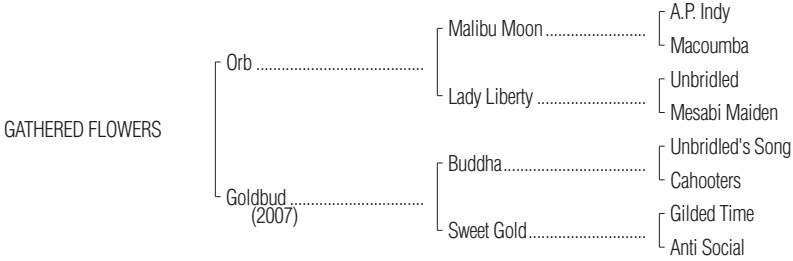 A.P. Indy
Malibu Moon
Macoumba
Orb
Unbridled
Lady Liberty
Mesabi Maiden
GATHERED FLOWERS
Unbridled's Song
Buddha
Cahooters
Goldbud
(2007)
Gilded Time
Sweet Gold
Anti Social